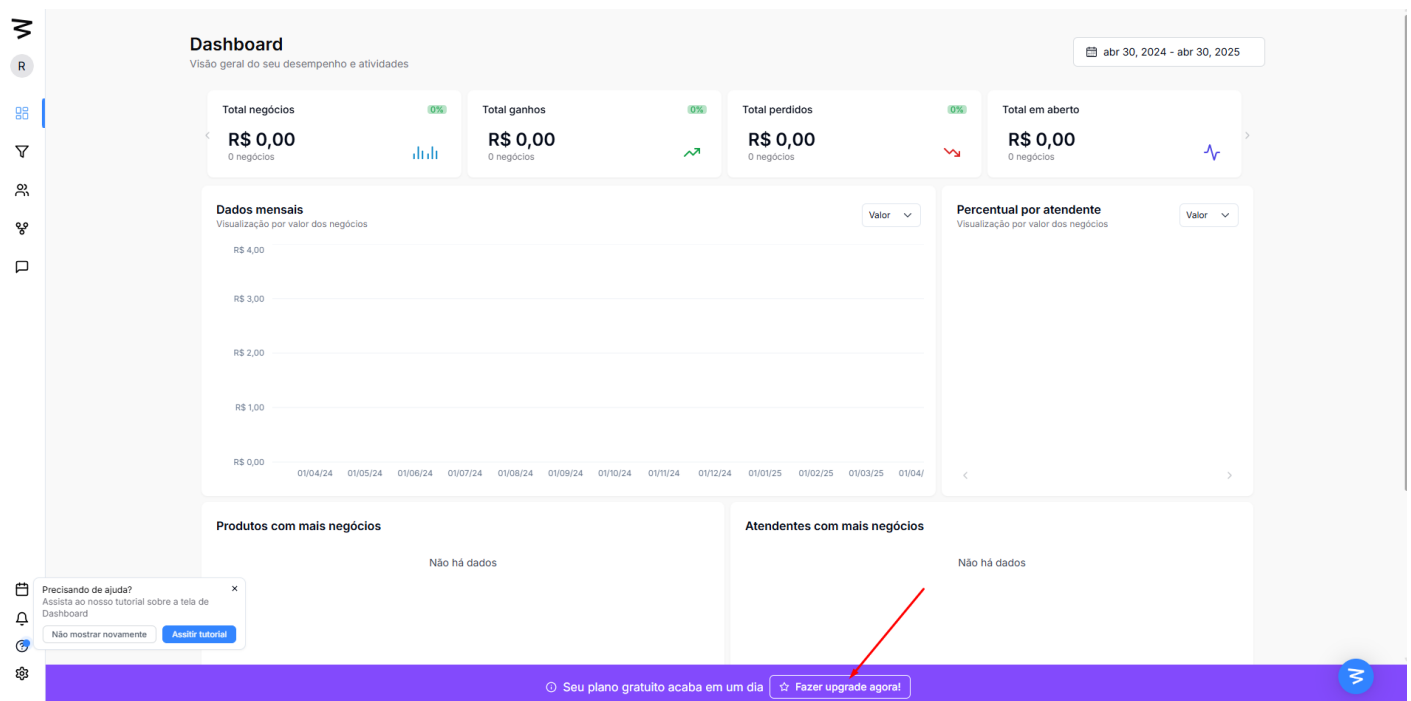 R
Dashboard
Visão geral do seu desempenho e atividades
abr 30, 2024 - abr 30, 2025
Total negócios 0%
R$ 0,00
0 negócios
Total ganhos 0%
R$ 0,00
0 negócios
Total perdidos 0%
R$ 0,00
0 negócios
Total em aberto
R$ 0,00
0 negócios
Dados mensais
Visualização por valor dos negócios
Valor
R$ 4,00
R$ 3,00
R$ 2,00
R$ 1,00
R$ 0,00
01/04/24 01/05/24 01/06/24 01/07/24 01/08/24 01/09/24 01/10/24 01/11/24 01/12/24 01/01/25 01/02/25 01/03/25 01/04/
Percentual por atendente
Visualização por valor dos negócios
Valor
Produtos com mais negócios
Não há dados
Atendentes com mais negócios
Não há dados
Precisando de ajuda?
Assista ao nosso tutorial sobre a tela de
Dashboard
Não mostrar novamente
Assitir tutorial
Seu plano gratuito acaba em um dia
Fazer upgrade agora!